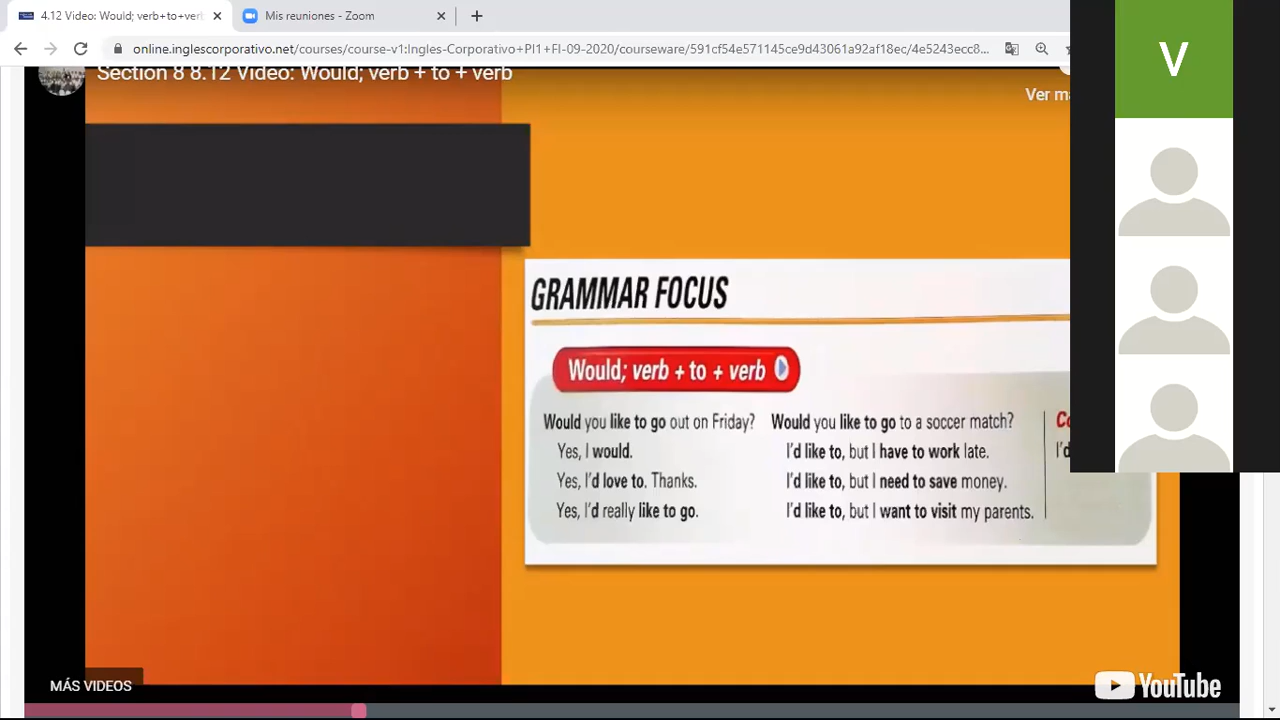 4.12 Video: Would; verb+to+verb
Mis reuniones - Zoom
online.inglescorporativo.net/courses/course-v1:Ingles-Corporativo+PI1+FI-09-2020/courseware/591cf54e571145ce9d43061a92af18ec/4e5243ecc8...
Section 8 8.12 Video: Would; verb + to + verb
Ver
V
GRAMMAR FOCUS
Would; verb + to + verb
Would you like to go out on Friday?
Yes, I would.
Yes, I'd love to. Thanks.
Yes, I'd really like to go.
Would you like to go to a soccer match?
I'd like to, but I have to work late.
I'd like to, but I need to save money.
I'd like to, but I want to visit my parents.
MÁS VIDEOS
YouTube